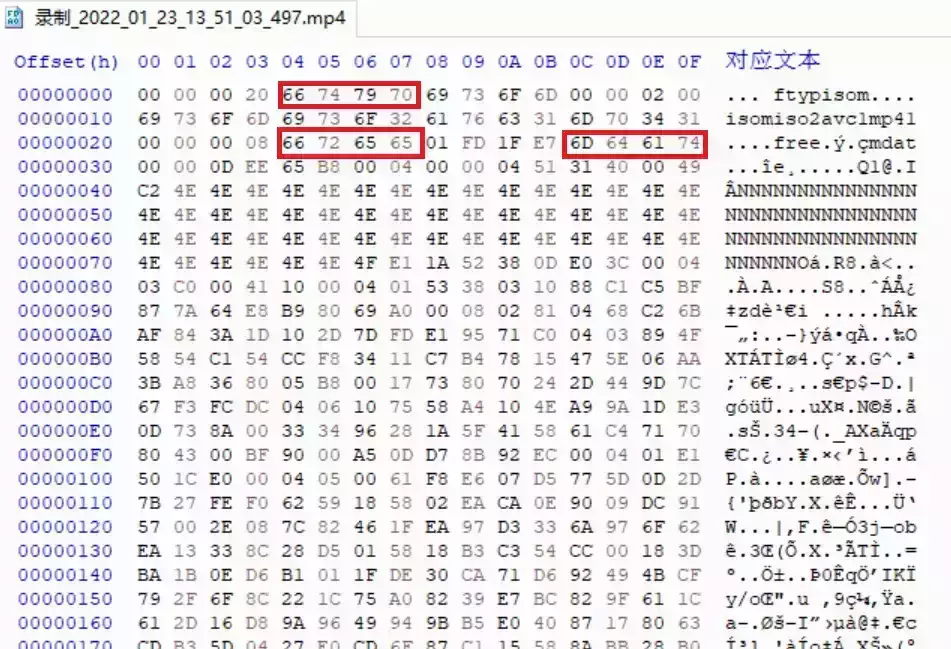 录制_2022_01_23_13_51_03_497.mp4
Offset(h) 00 01 02 03 04 05 06 07 08 09 0A 0B 0C 0D 0E 0F 对应文本
00000000 00 00 00 20 66 74 79 70 69 73 6F 6D 00 00 02 00 ... ftypisom....
00000010 69 73 6F 6D 69 73 6F 32 61 76 63 31 6D 70 34 31 isomiso2avc1mp41
00000020 00 00 00 08 66 72 65 65 01 FD 1F E7 6D 64 61 74 ....free.ý.çmdat
00000030 00 00 0D EE 65 B8 00 04 00 00 04 51 31 40 00 49 ...îe¸.....Q1@.I
00000040 C2 4E 4E 4E 4E 4E 4E 4E 4E 4E 4E 4E 4E 4E 4E 4E ÂNNNNNNNNNNNNNNN
00000050 4E 4E 4E 4E 4E 4E 4E 4E 4E 4E 4E 4E 4E 4E 4E 4E NNNNNNNNNNNNNNNN
00000060 4E 4E 4E 4E 4E 4E 4E 4E 4E 4E 4E 4E 4E 4E 4E 4E NNNNNNNNNNNNNNNN
00000070 4E 4E 4E 4E 4E 4E 4F E1 1A 52 38 0D E0 3C 00 04 NNNNNNOá.R8.à<..
00000080 03 C0 00 41 10 00 04 01 53 38 03 10 88 C1 C5 BF .À.A....S8..ˆÁÅ¿
00000090 87 7A 64 E8 B9 80 69 A0 00 08 02 81 04 68 C2 6B ‡zdè¹€i .....hÂk
000000A0 AF 84 3A 1D 10 2D 7D FD E1 95 71 C0 04 03 89 4F ¯„:..-}ýá•qÀ..‰O
000000B0 58 54 C1 54 CC F8 34 11 C7 B4 78 15 47 5E 06 AA XTÁTÌø4.Ç´x.G^.ª
000000C0 3B A8 36 80 05 B8 00 17 73 80 70 24 2D 44 9D 7C ;¨6€.¸..s€p$-D.|
000000D0 67 F3 FC DC 04 06 10 75 58 A4 10 4E A9 9A 1D E3 góüÜ...uX¤.N©š.ã
000000E0 0D 73 8A 00 33 34 96 28 1A 5F 41 58 61 C4 71 70 .sŠ.34–(._AXaÄqp
000000F0 80 43 00 BF 90 00 A5 0D D7 8B 92 EC 00 04 01 E1 €C.¿..¥.×‹’ì...á
00000100 50 1C E0 00 04 05 00 61 F8 E6 07 D5 77 5D 0D 2D P.à....aøæ.Õw].-
00000110 7B 27 FE F0 62 59 18 58 02 EA CA 0E 90 09 DC 91 {'þðbY.X.êÊ...Ü‘
00000120 57 00 2E 08 7C 82 46 1F EA 97 D3 33 6A 97 6F 62 W...|‚F.ê—Ó3j—ob
00000130 EA 13 33 8C 28 D5 01 58 18 B3 C3 54 CC 00 18 3D ê.3Œ(Õ.X.³ÃTÌ..=
00000140 BA 1B 0E D6 B1 01 1F DE 30 CA 71 D6 92 49 4B CF º..Ö±..Þ0ÊqÖ’IKÏ
00000150 79 2F 6F 8C 22 1C 75 A0 82 39 E7 BC 82 9F 61 1C y/oŒ".u ‚9ç¼‚Ÿa.
00000160 61 2D 16 D8 9A 96 49 94 9B B5 E0 40 87 17 80 63 a-.Øš–I”›µà@‡.€c
00000170 CD B3 5D 04 27 E0 CD 6F 87 C1 15 58 8A BB 28 B0